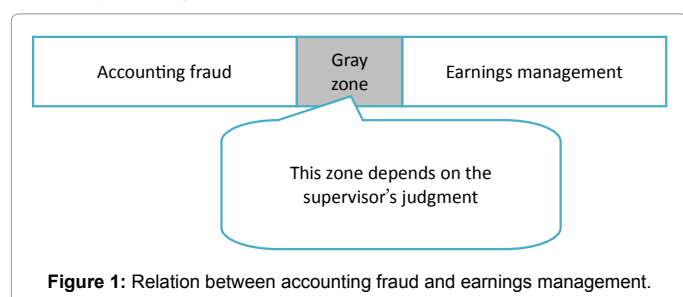 Accounting fraud
Gray
zone
Earnings management
This zone depends on the
supervisor's judgment
Figure 1: Relation between accounting fraud and earnings management.